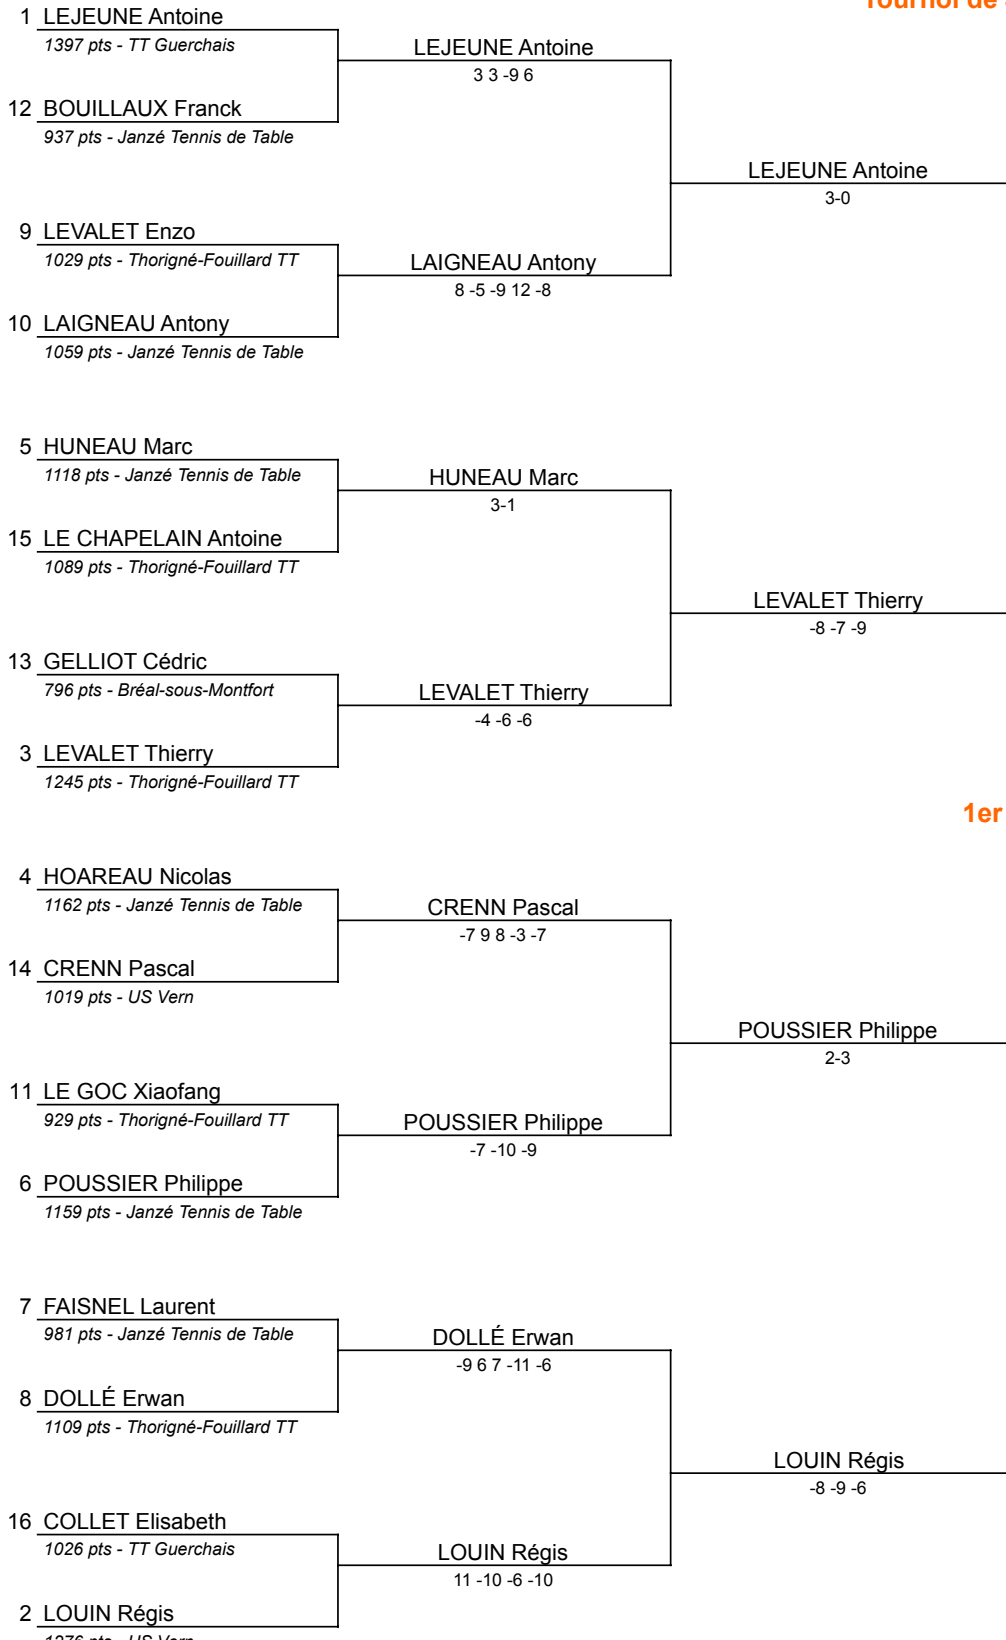 Tournoi de
1 LEJEUNE Antoine
1397 pts - TT Guerchais
LEJEUNE Antoine
3 3 -9 6
12 BOUILLAUX Franck
937 pts - Janzé Tennis de Table
LEJEUNE Antoine
3-0
9 LEVALET Enzo
1029 pts - Thorigné-Fouillard TT
LAIGNEAU Antony
8 -5 -9 12 -8
10 LAIGNEAU Antony
1059 pts - Janzé Tennis de Table
5 HUNEAU Marc
1118 pts - Janzé Tennis de Table
HUNEAU Marc
3-1
15 LE CHAPELAIN Antoine
1089 pts - Thorigné-Fouillard TT
LEVALET Thierry
-8 -7 -9
13 GELLIOT Cédric
796 pts - Bréal-sous-Montfort
LEVALET Thierry
-4 -6 -6
3 LEVALET Thierry
1245 pts - Thorigné-Fouillard TT
1er
4 HOAREAU Nicolas
1162 pts - Janzé Tennis de Table
CRENN Pascal
-7 9 8 -3 -7
14 CRENN Pascal
1019 pts - US Vern
POUSSIER Philippe
2-3
11 LE GOC Xiaofang
929 pts - Thorigné-Fouillard TT
POUSSIER Philippe
-7 -10 -9
6 POUSSIER Philippe
1159 pts - Janzé Tennis de Table
7 FAISNEL Laurent
981 pts - Janzé Tennis de Table
DOLLÉ Erwan
-9 6 7 -11 -6
8 DOLLÉ Erwan
1109 pts - Thorigné-Fouillard TT
LOUIN Régis
-8 -9 -6
16 COLLET Elisabeth
1026 pts - TT Guerchais
LOUIN Régis
11 -10 -6 -10
2 LOUIN Régis
pts - US Vern